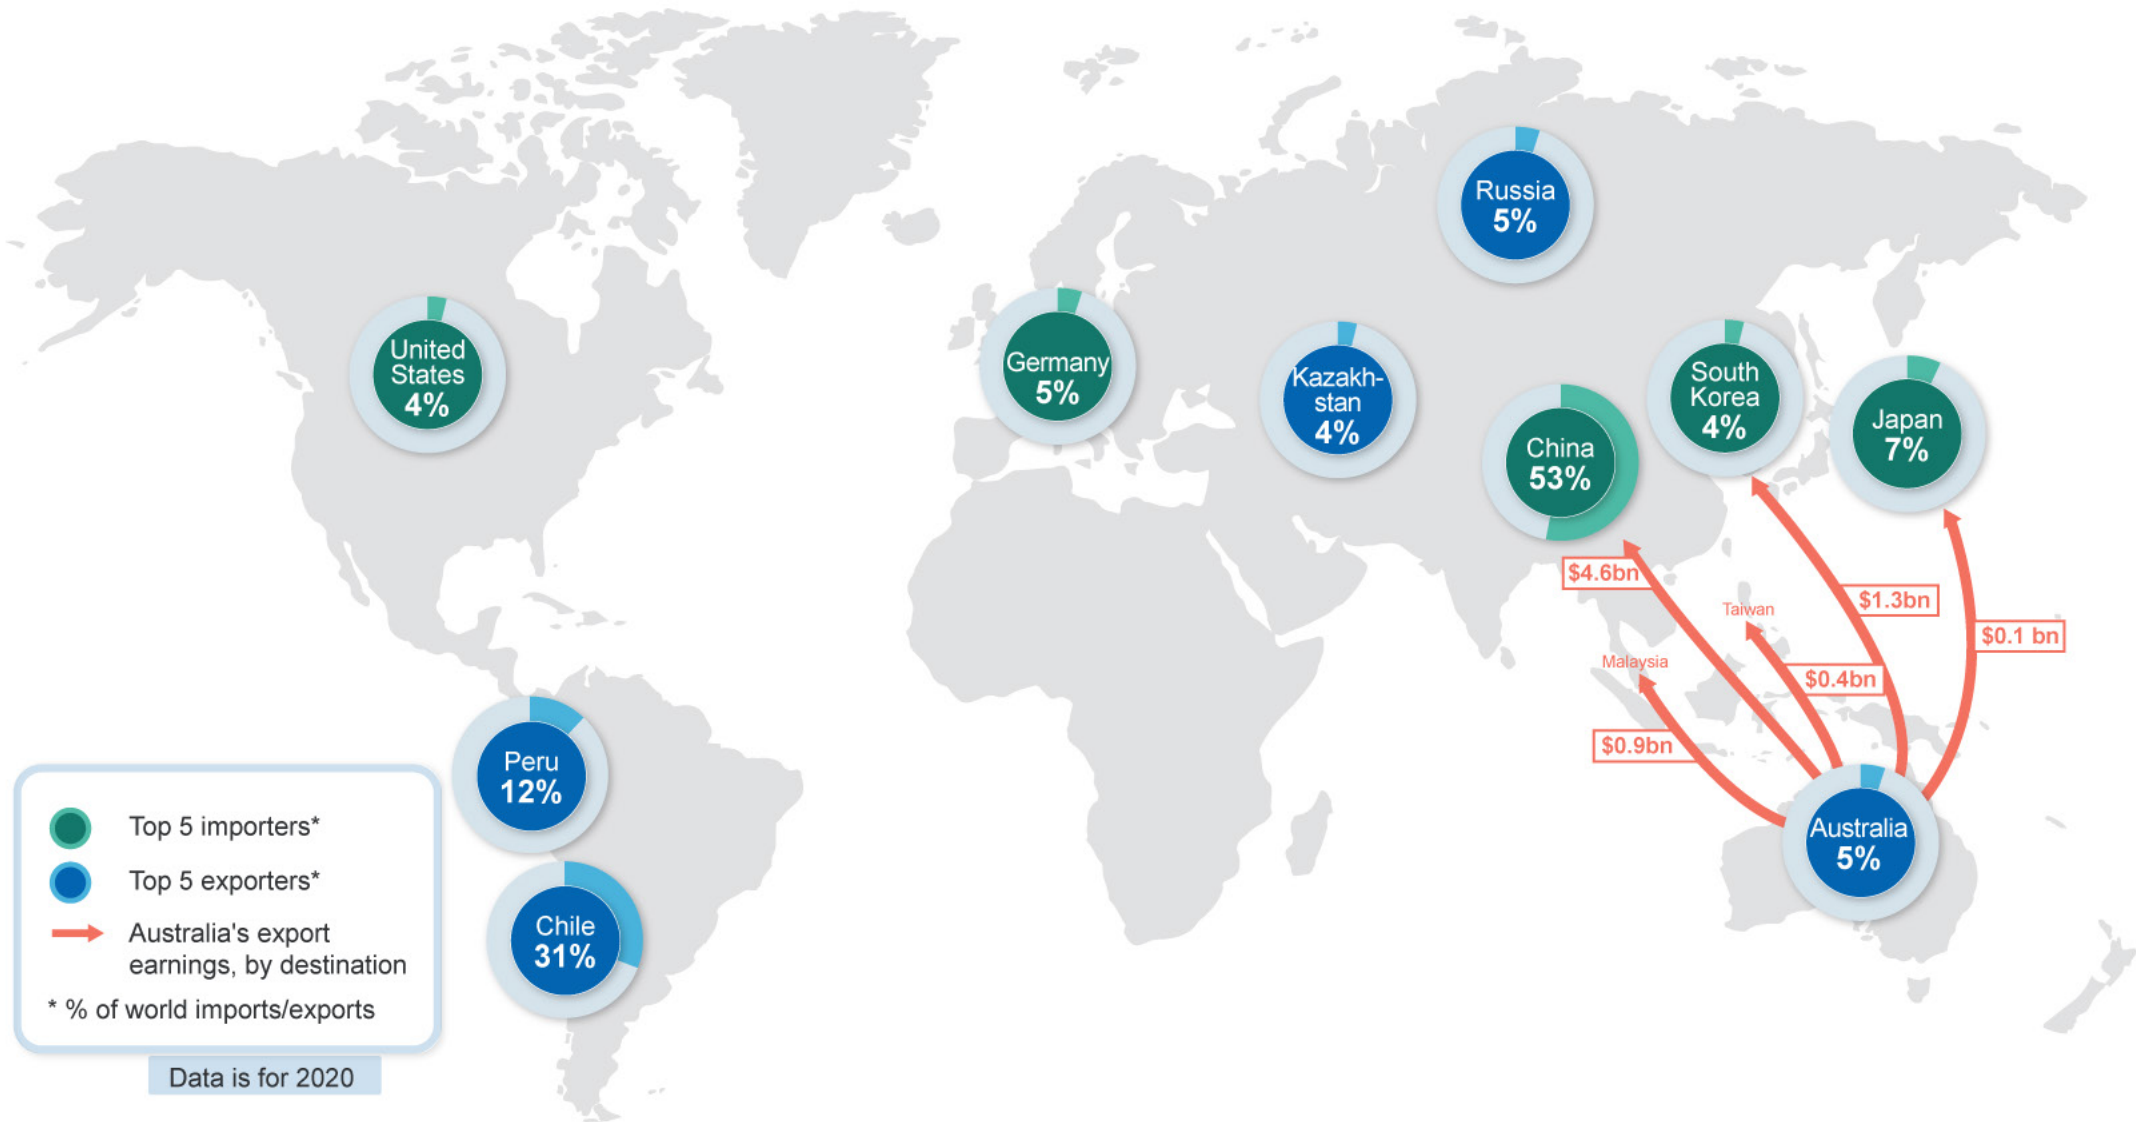 Russia
5%
United
States
4%
Germany
5%
Kazakh-
stan
4%
South
Korea
4%
Japan
7%
China
53%
$4.6bn
$1.3bn
Taiwan
$0.1 bn
Malaysia
$0.4bn
$0.9bn
Peru
12%
Australia
5%
Chile
31%
Top 5 importers*
Top 5 exporters*
Australia's export
earnings, by destination
* % of world imports/exports
Data is for 2020